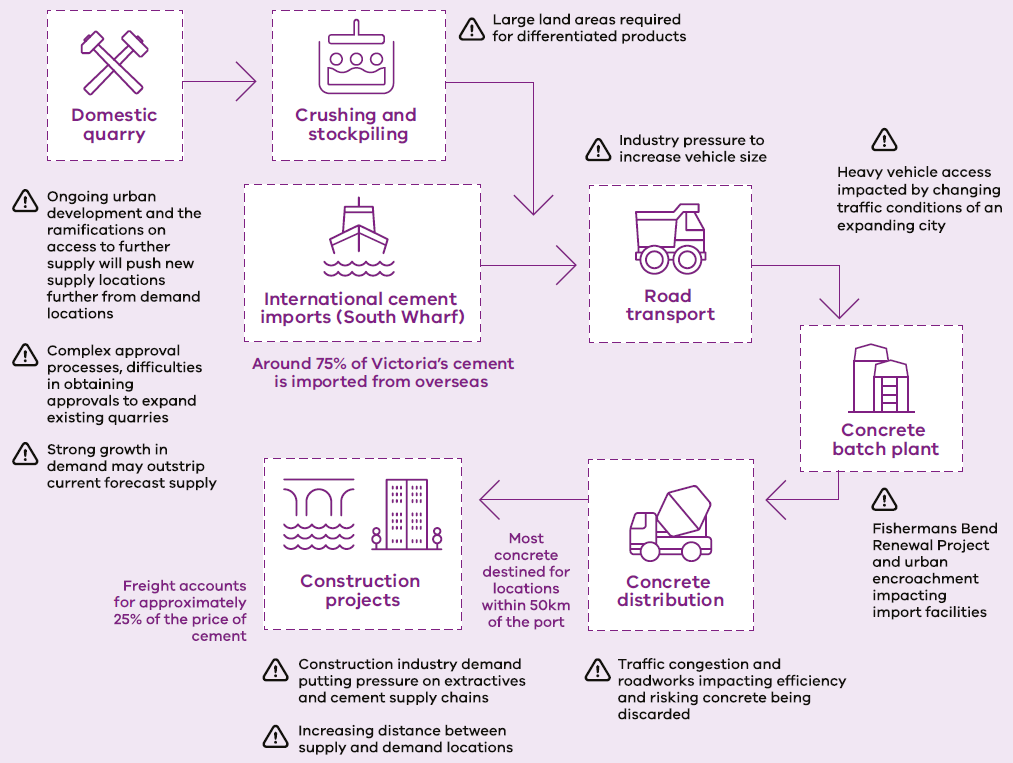 Domestic
quarry
Crushing and
stockpiling
Large land areas required
for differentiated products
Ongoing urban
development and the
ramifications on
access to further
supply will push new
supply locations
further from demand
locations
Complex approval
processes, difficulties
in obtaining
approvals to expand
existing quarries
Strong growth in
demand may outstrip
current forecast supply
International cement
imports (South Wharf)
Around 75% of Victoria's cement
is imported from overseas
Industry pressure to
increase vehicle size
Road
transport
Heavy vehicle access
impacted by changing
traffic conditions of an
expanding city
Concrete
batch plant
Fishermans Bend
Renewal Project
and urban
encroachment
impacting
import facilities
Concrete
distribution
Traffic congestion and
roadworks impacting efficiency
and risking concrete being
discarded
Most
concrete
destined for
locations
within 50km
of the port
Construction
projects
Freight accounts
for approximately
25% of the price of
cement
Construction industry demand
putting pressure on extractives
and cement supply chains
Increasing distance between
supply and demand locations